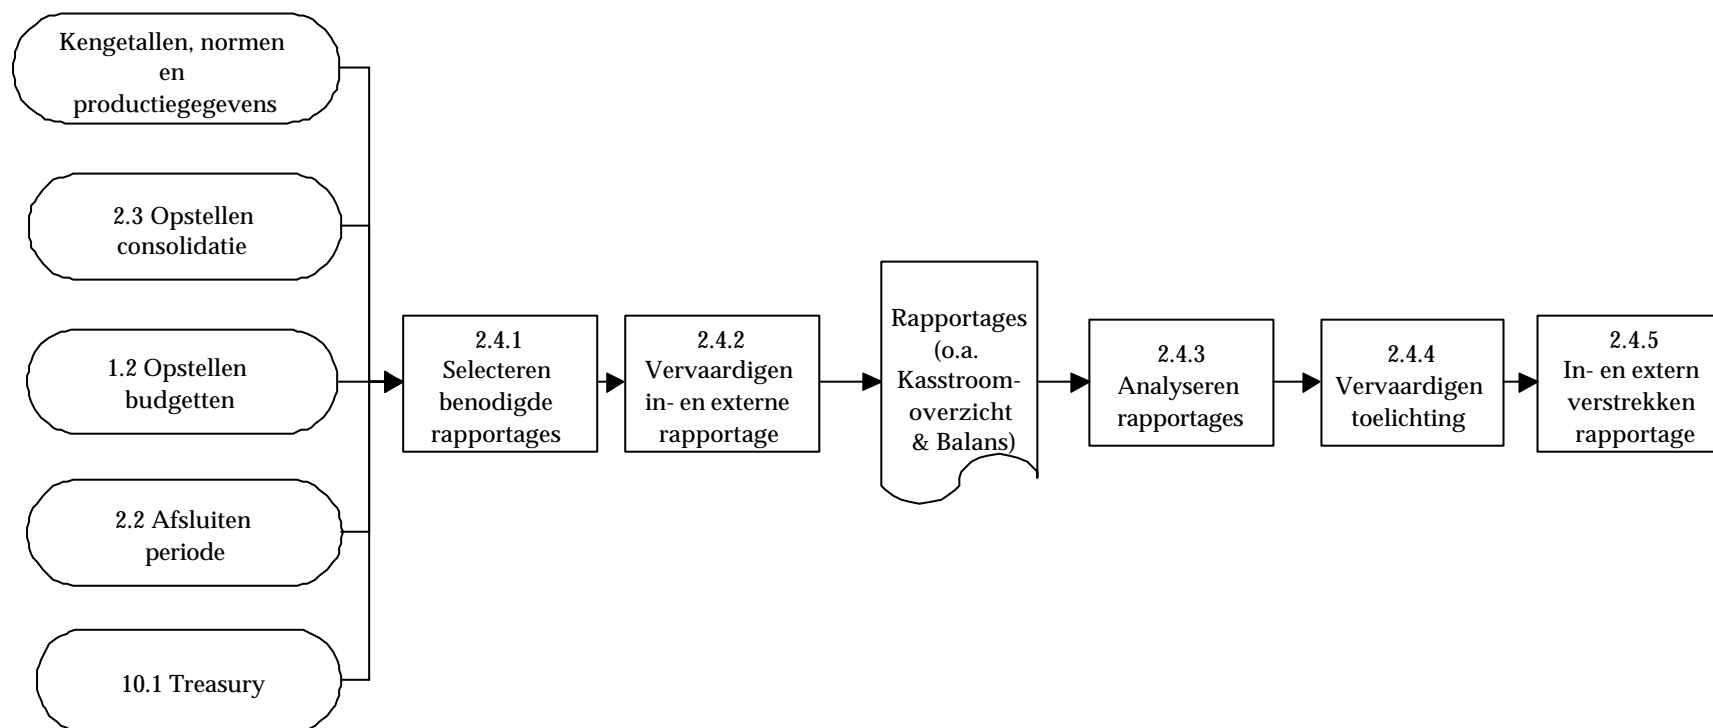 Kengetallen, normen
en
productiegegevens
2.3 Opstellen
consolidatie
1.2 Opstellen
budgetten
2.2 Afsluiten
periode
10.1 Treasury
2.4.1
Selecteren
benodigde
rapportages
2.4.2
Vervaardigen
in- en externe
rapportage
Rapportages
(o.a.
Kasstroom-
overzicht
& Balans)
2.4.3
Analyseren
rapportages
2.4.4
Vervaardigen
toelichting
2.4.5
In- en extern
verstrekken
rapportage